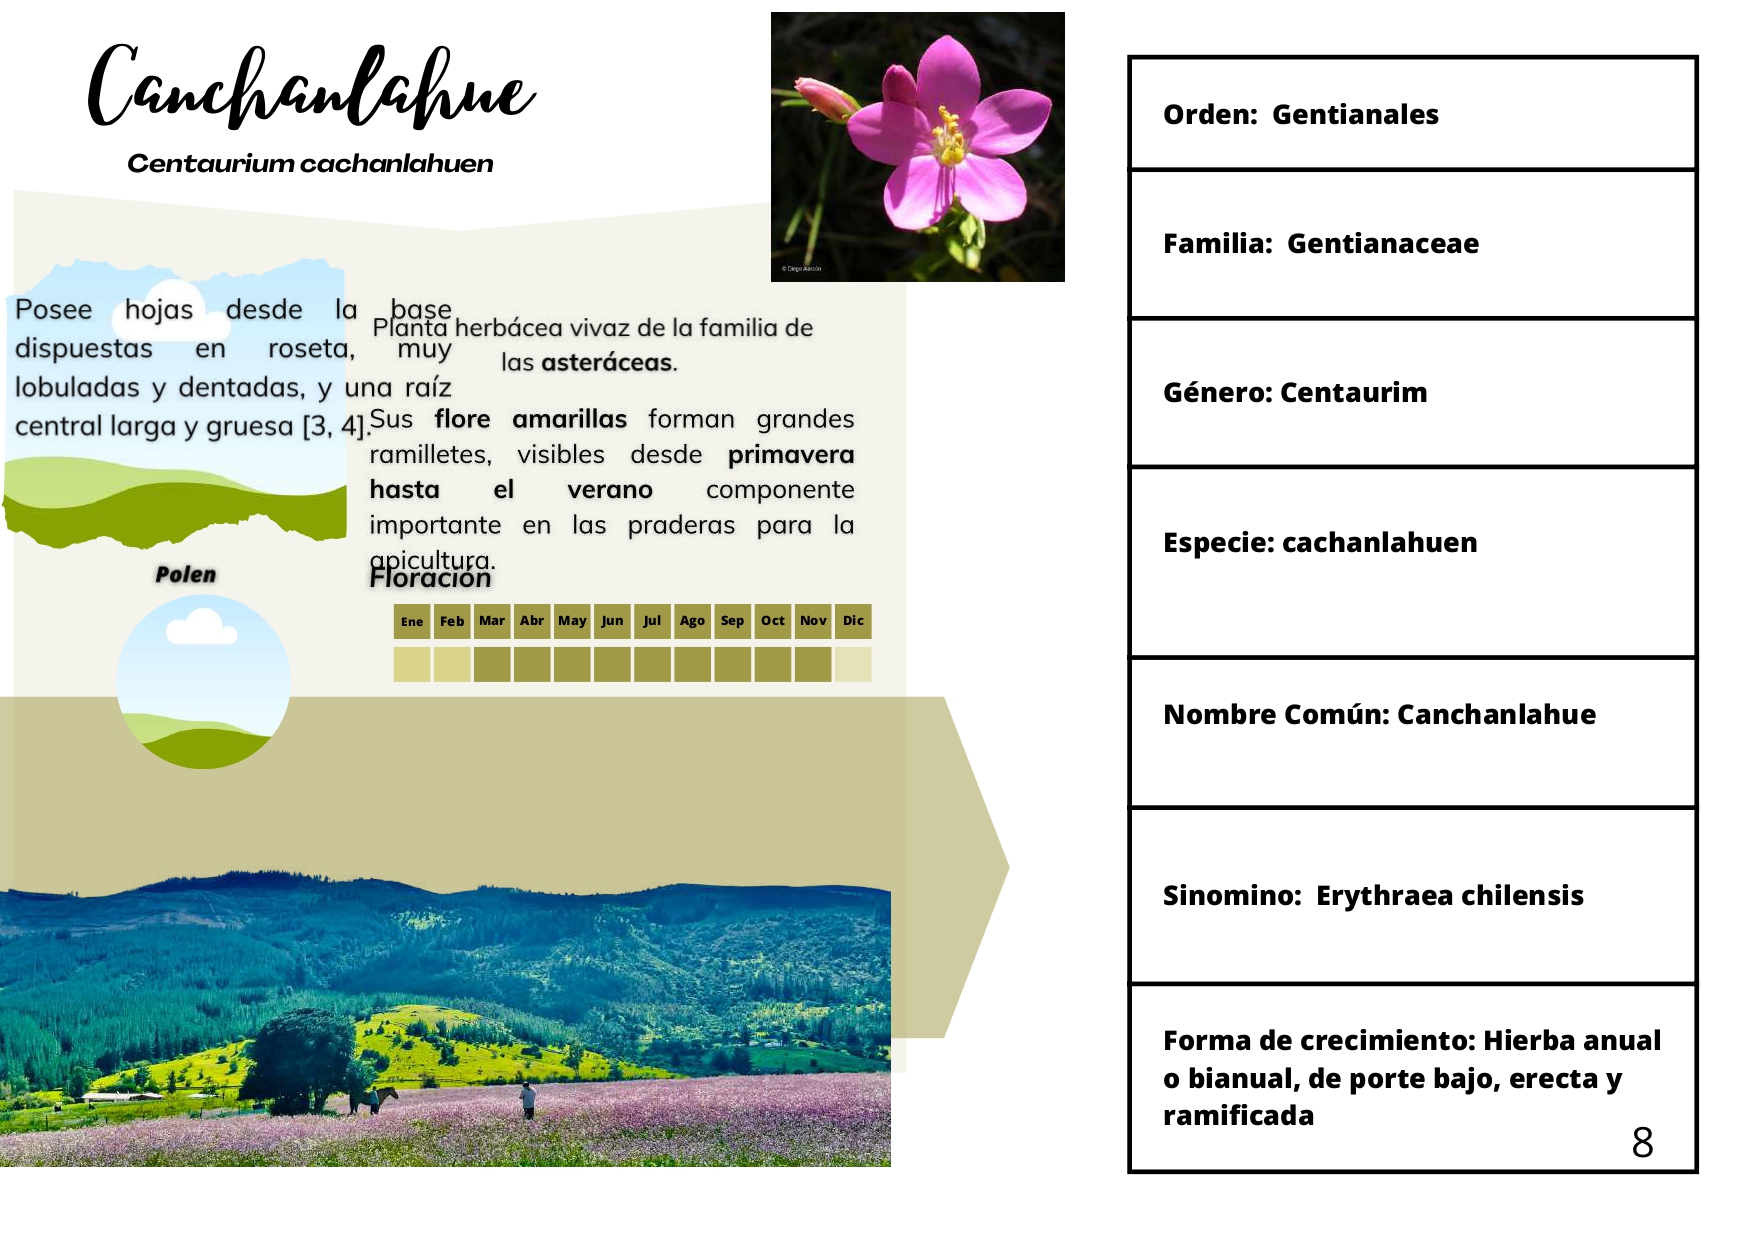 Canchanlahue
Centaurium cachanlahuen
© Diego Alarcón
Posee hojas desde la base
dispuestas en roseta, muy
lobuladas y dentadas, y una raíz
central larga y gruesa [3, 4].
Planta herbácea vivaz de la familia de
las asteráceas.
Sus flore amarillas forman grandes
ramilletes, visibles desde primavera
hasta el verano componente
importante en las praderas para la
apicultura.
Polen
Floración
Ene Feb Mar Abr May Jun Jul Ago Sep Oct Nov Dic
Orden: Gentianales
Familia: Gentianaceae
Género: Centaurim
Especie: cachanlahuen
Nombre Común: Canchanlahue
Sinomino: Erythraea chilensis
Forma de crecimiento: Hierba anual
o bianual, de porte bajo, erecta y
ramificada
8